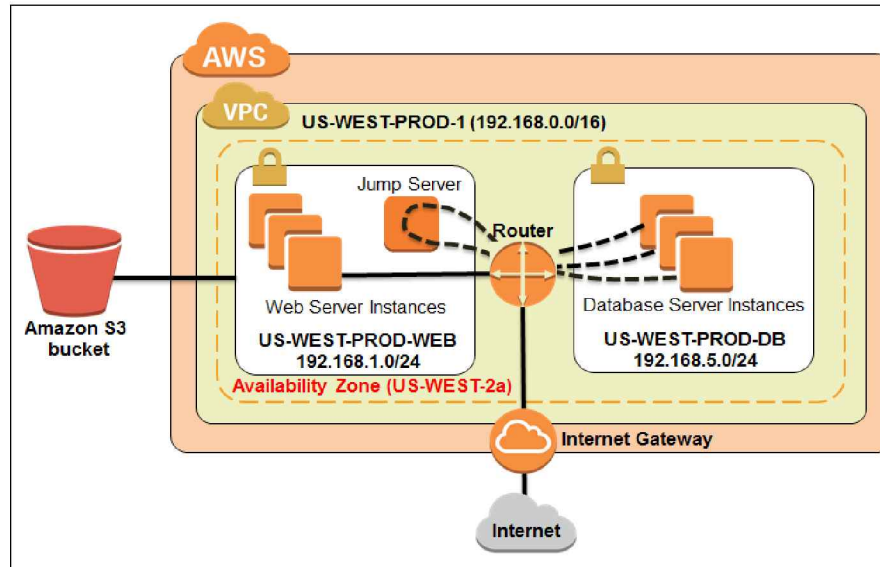 AWS
VPC
US-WEST-PROD-1 (192.168.0.0/16)
Jump Server
Router
Web Server Instances
Database Server Instances
US-WEST-PROD-WEB
192.168.1.0/24
US-WEST-PROD-DB
192.168.5.0/24
Amazon S3
bucket
Availability Zone (US-WEST-2a)
Internet Gateway
Internet